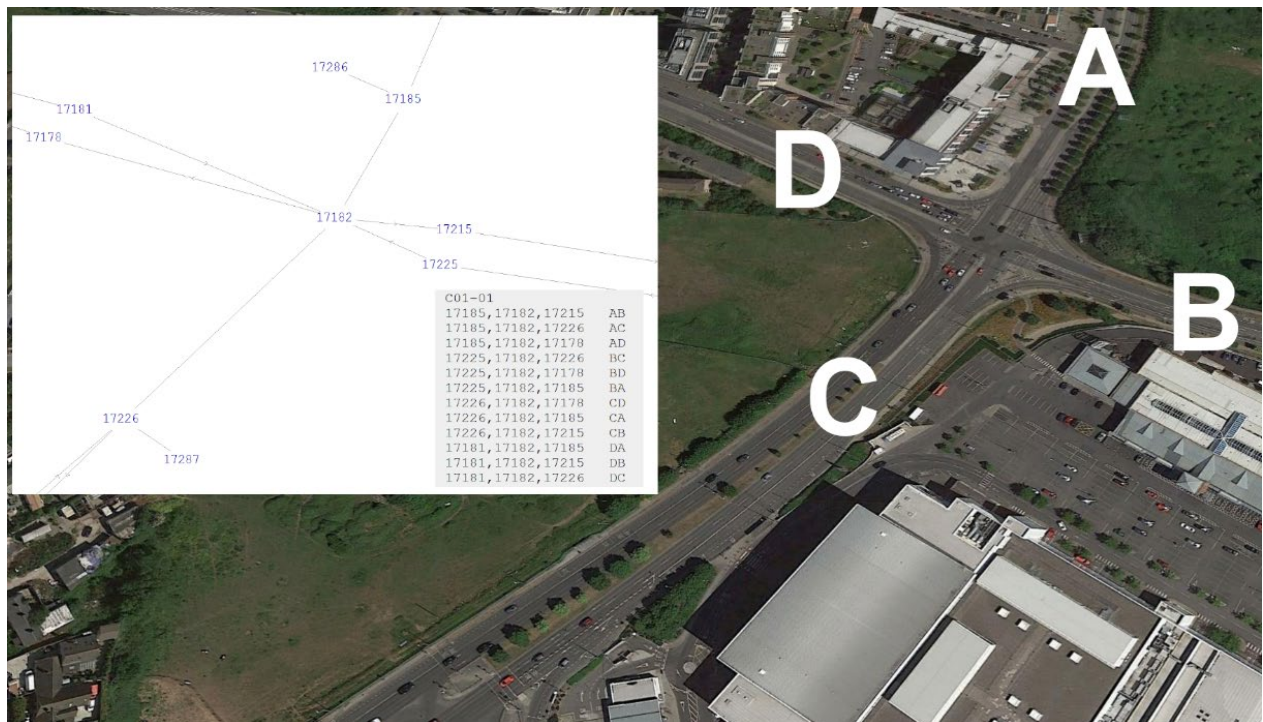 17286
17185
17181
17178
17182
17215
17225
17226
17287
C01-01
17185,17182,17215 AB
17185,17182,17226 AC
17185,17182,17178 AD
17225,17182,17226 BC
17225,17182,17178 BD
17225,17182,17185 BA
17226,17182,17178 CD
17226,17182,17185 CA
17226,17182,17215 CB
17181,17182,17185 DA
17181,17182,17215 DB
17181,17182,17226 DC
A
D
B
C